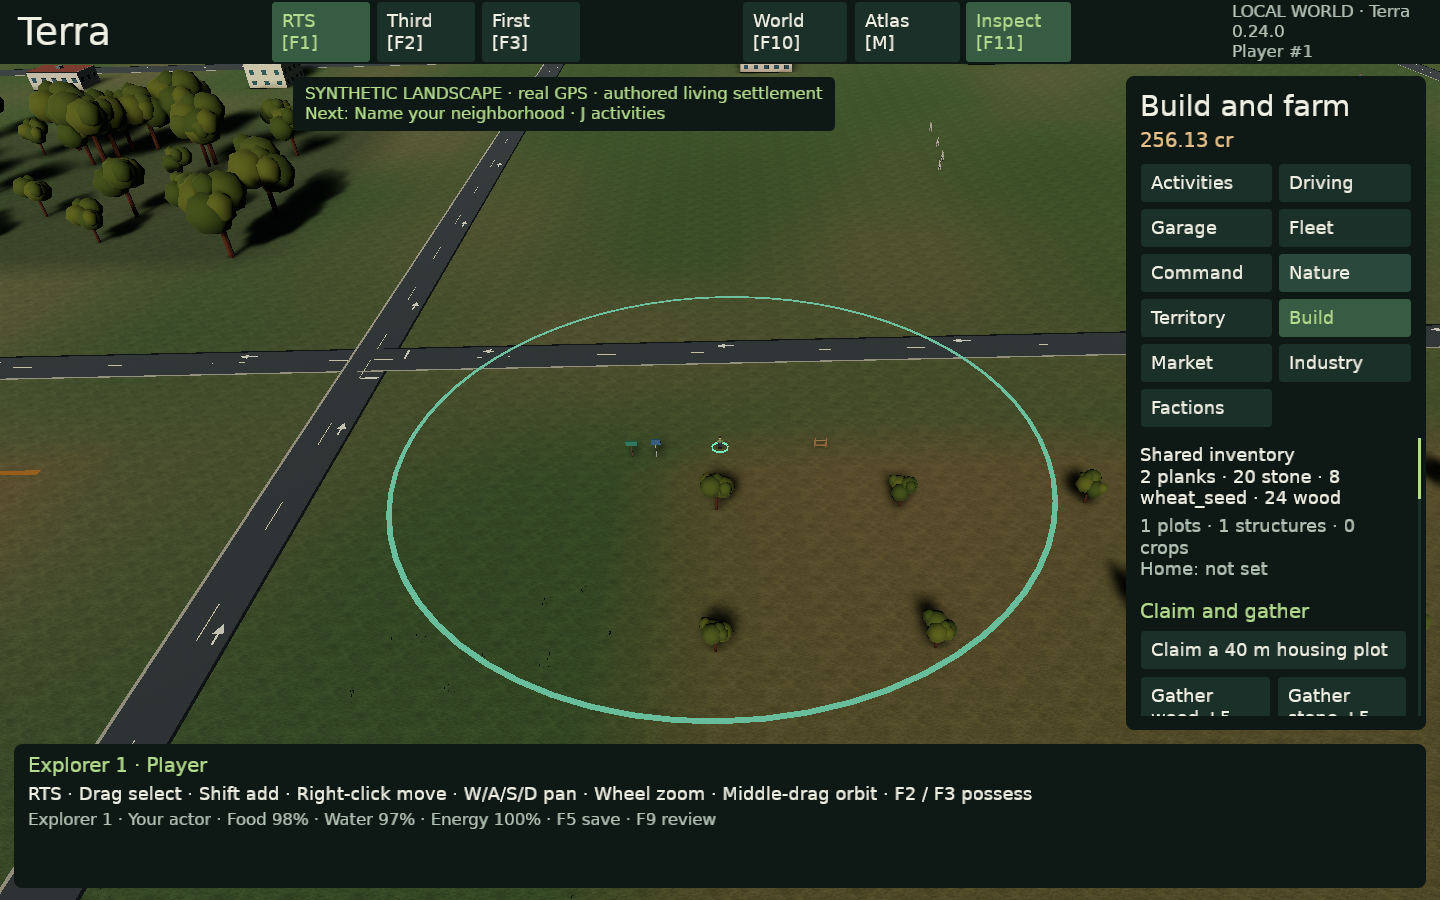 Terra
RTS
[F1]
Third
[F2]
First
[F3]
World
[F10]
Atlas
[M]
Inspect
[F11]
LOCAL WORLD · Terra
0.24.0
Player #1
SYNTHETIC LANDSCAPE · real GPS · authored living settlement
Next: Name your neighborhood · J activities
Build and farm
256.13 cr
Activities
Driving
Garage
Fleet
Command
Nature
Territory
Build
Market
Industry
Factions
Shared inventory
2 planks · 20 stone · 8
wheat_seed · 24 wood
1 plots · 1 structures · 0
crops
Home: not set
Claim and gather
Claim a 40 m housing plot
Gather
Gather
Explorer 1 · Player
RTS · Drag select · Shift add · Right-click move · W/A/S/D pan · Wheel zoom · Middle-drag orbit · F2 / F3 possess
Explorer 1 · Your actor · Food 98% · Water 97% · Energy 100% · F5 save · F9 review